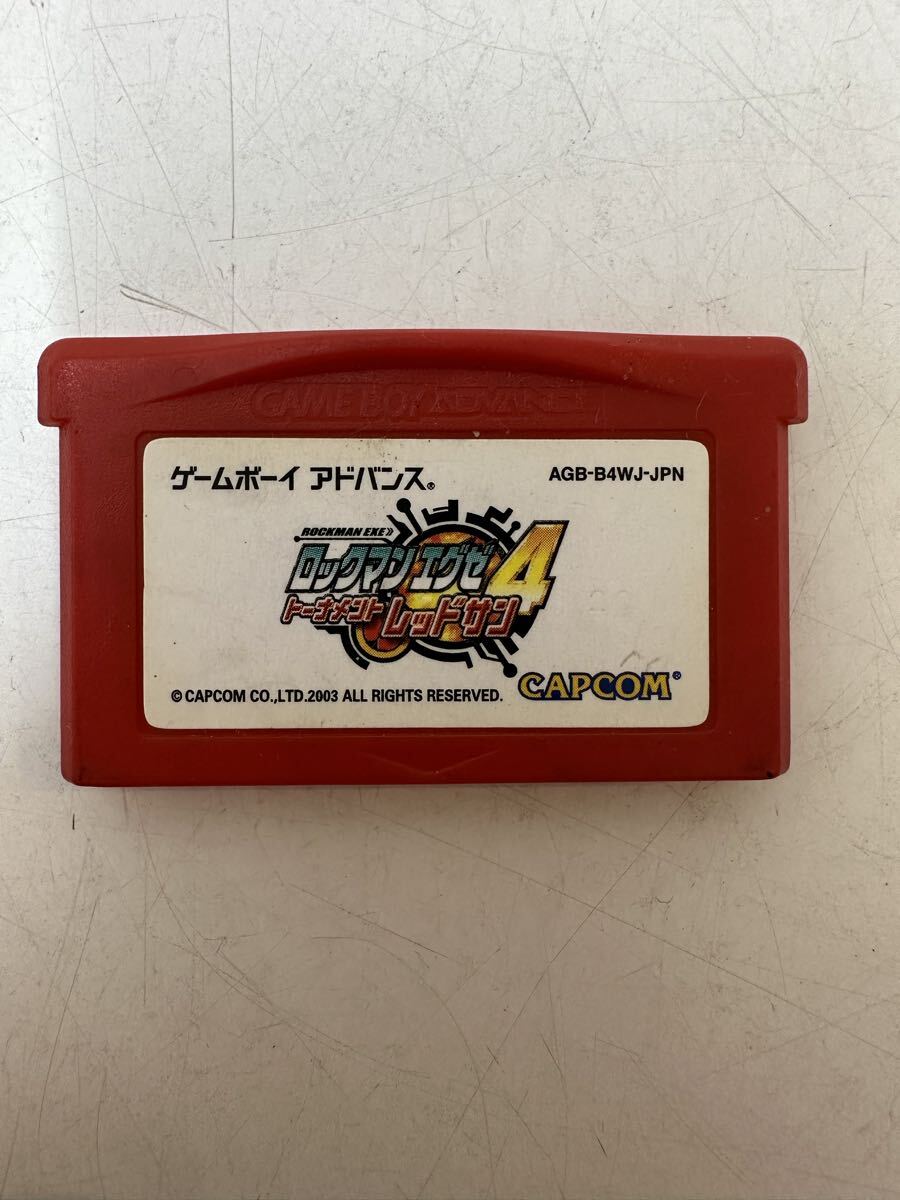 GAME BOY ADVANCE
ゲームボーイ アドバンス®
AGB-B4WJ-JPN
ROCKMAN EXE
ロックマン エグゼ 4
トーナメント レッドサン
© CAPCOM CO.,LTD.2003 ALL RIGHTS RESERVED.
CAPCOM®